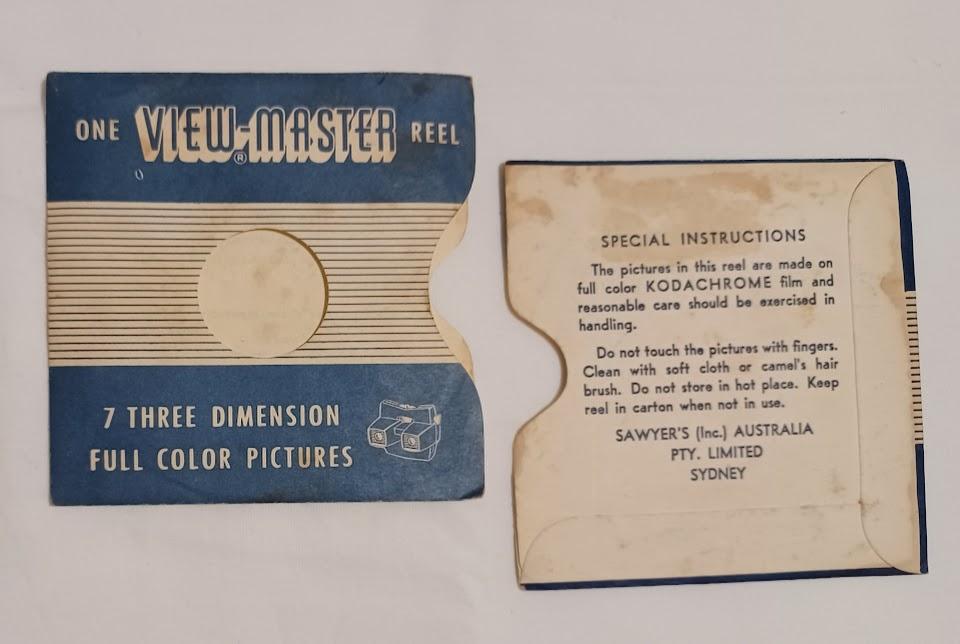 ONE VIEW-MASTER® REEL
7 THREE DIMENSION
FULL COLOR PICTURES
SPECIAL INSTRUCTIONS
The pictures in this reel are made on
full color KODACHROME film and
reasonable care should be exercised in
handling.
Do not touch the pictures with fingers.
Clean with soft cloth or camel's hair
brush. Do not store in hot place. Keep
reel in carton when not in use.
SAWYER'S (Inc.) AUSTRALIA
PTY. LIMITED
SYDNEY